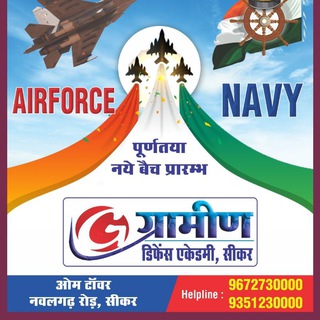 AIRFORCE
NAVY
पूर्णतया
नये बैच प्रारम्भ
ग्रामीण
डिफेंस एकेडमी, सीकर
ओम टॉवर
नवलगढ़ रोड़, सीकर
Helpline :
9672730000
9351230000